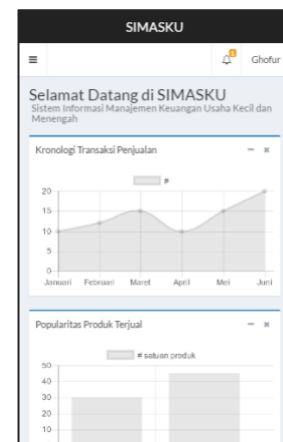 SIMASKU
1
Ghofur
Selamat Datang di SIMASKU
Sistem Informasi Manajemen Keuangan Usaha Kecil dan
Menengah
Kronologi Transaksi Penjualan
#
20
15
10
5
0
Januari Februari Maret April Mei Juni
Popularitas Produk Terjual
# satuan produk
50
40
30
20
10